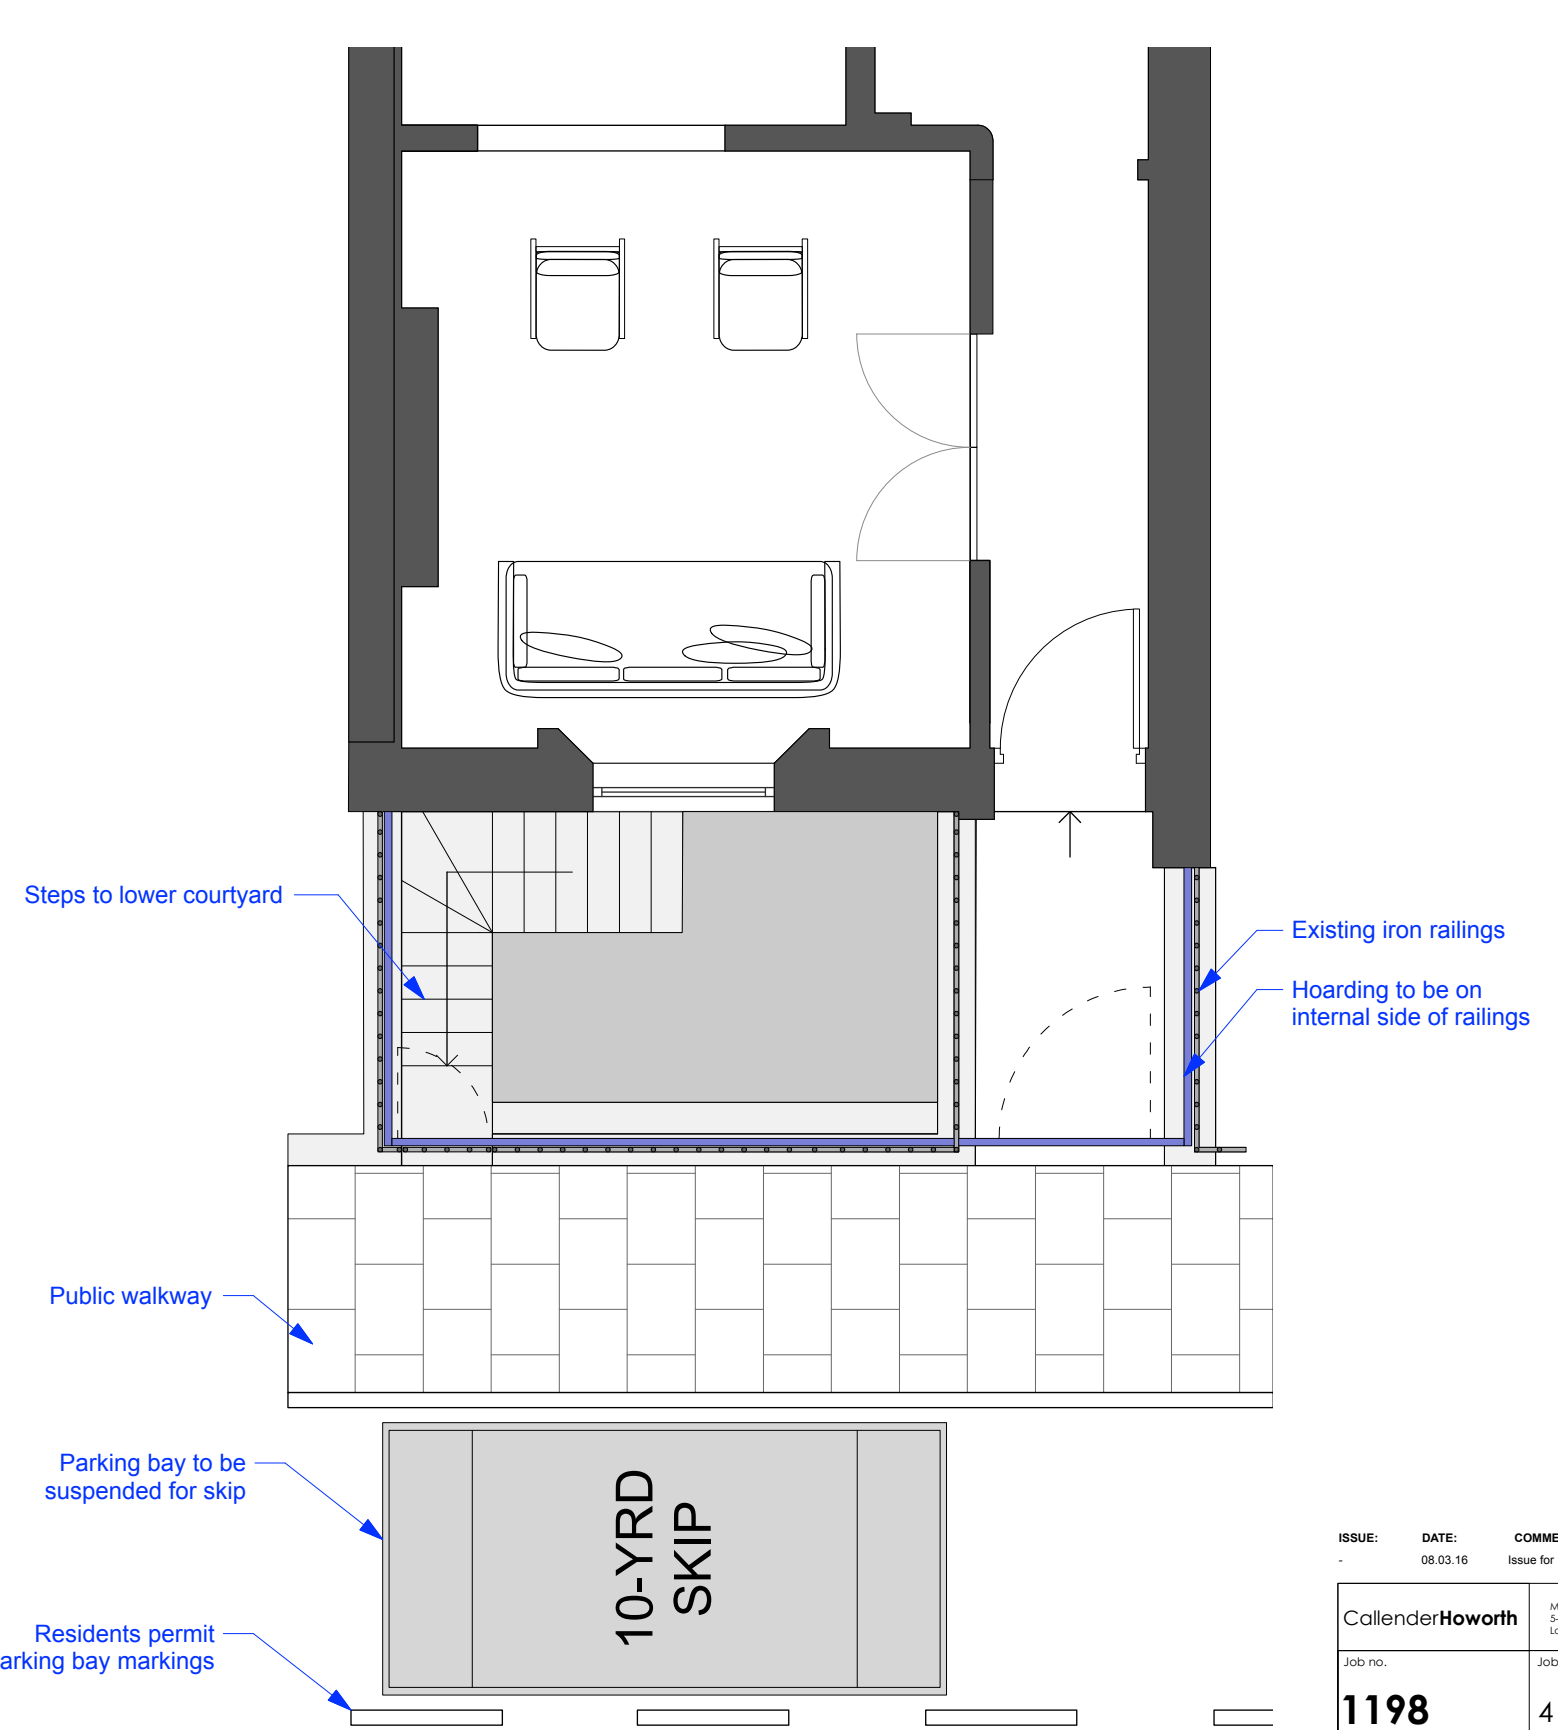 Steps to lower courtyard
Existing iron railings
Hoarding to be on
internal side of railings
Public walkway
Parking bay to be
suspended for skip
10-YRD
SKIP
Residents permit
arking bay markings
ISSUE: DATE: COMME
- 08.03.16 Issue for
CallenderHoworth
M
5-
Lo
Job no. Job
1198 4